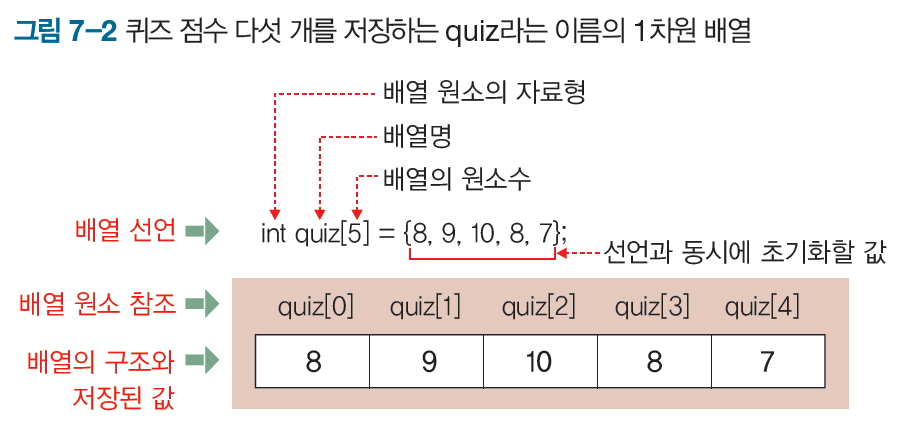 그림 7-2 퀴즈 점수 다섯 개를 저장하는 quiz라는 이름의 1차원 배열
배열 원소의 자료형
배열명
배열의 원소수
배열 선언
int quiz[5] = {8, 9, 10, 8, 7};
선언과 동시에 초기화할 값
배열 원소 참조
quiz[0] quiz[1] quiz[2] quiz[3] quiz[4]
배열의 구조와
저장된 값
8 9 10 8 7